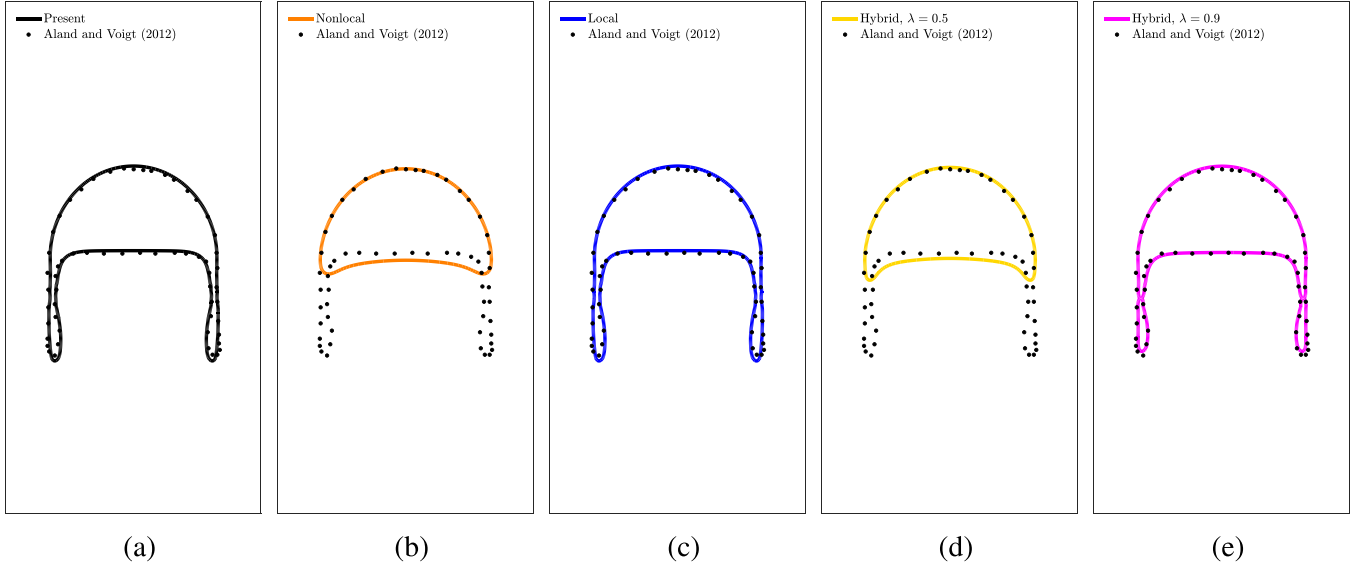 Present
Aland and Voigt (2012)
Nonlocal
Aland and Voigt (2012)
Local
Aland and Voigt (2012)
Hybrid, λ = 0.5
Aland and Voigt (2012)
Hybrid, λ = 0.9
Aland and Voigt (2012)
(a)
(b)
(c)
(d)
(e)